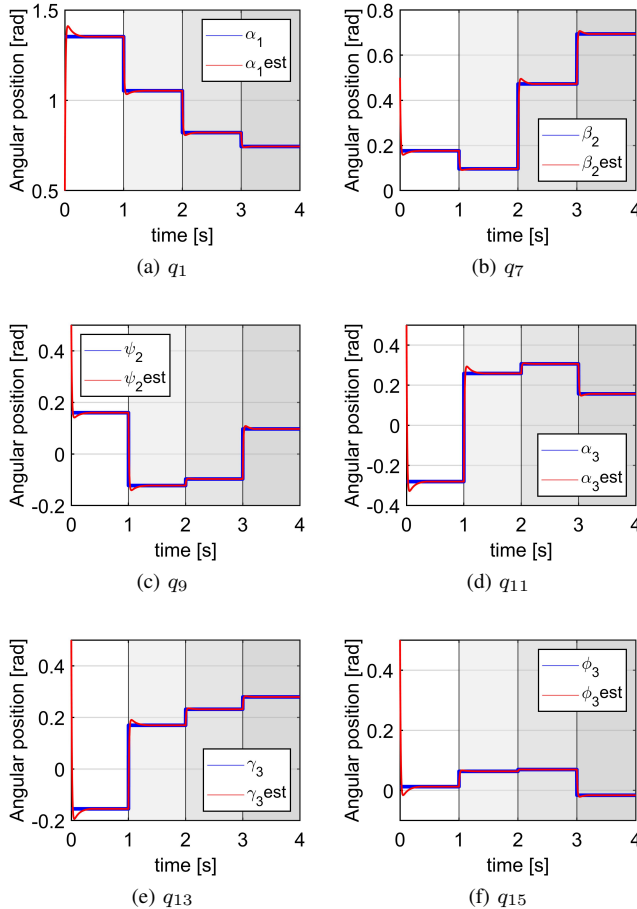 Angular position [rad]
1.5
1
0.5
α1
α1est
0 1 2 3 4
time [s]
(a) q1
Angular position [rad]
0.8
0.6
0.4
0.2
0
β2
β2est
0 1 2 3 4
time [s]
(b) q7
Angular position [rad]
0.4
0.2
0
-0.2
ψ2
ψ2est
0 1 2 3 4
time [s]
(c) q9
Angular position [rad]
0.4
0.2
0
-0.2
-0.4
α3
α3est
0 1 2 3 4
time [s]
(d) q11
Angular position [rad]
0.4
0.2
0
-0.2
γ3
γ3est
0 1 2 3 4
time [s]
(e) q13
Angular position [rad]
0.4
0.2
0
ϕ3
ϕ3est
0 1 2 3 4
time [s]
(f) q15